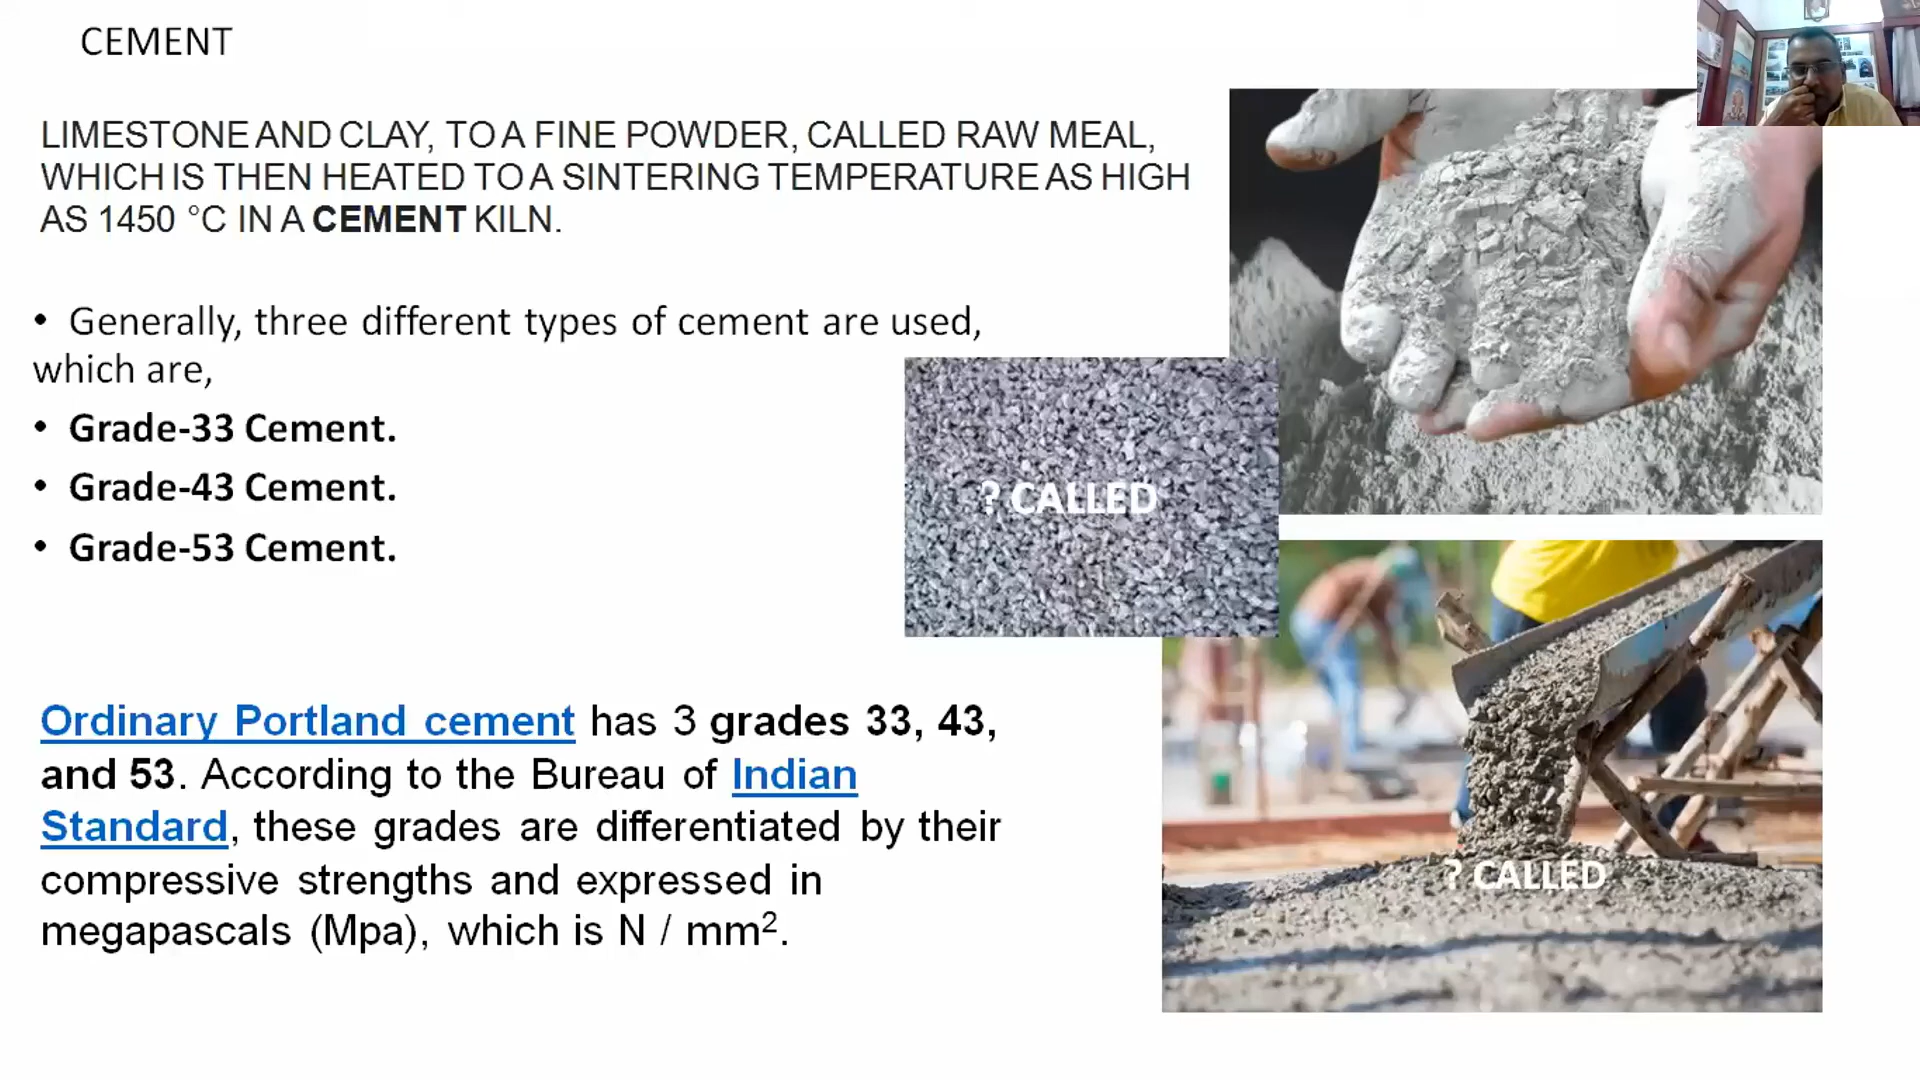 CEMENT
LIMESTONE AND CLAY, TO A FINE POWDER, CALLED RAW MEAL,
WHICH IS THEN HEATED TO A SINTERING TEMPERATURE AS HIGH
AS 1450 °C IN A CEMENT KILN.
• Generally, three different types of cement are used,
which are,
• Grade-33 Cement.
• Grade-43 Cement.
• Grade-53 Cement.
? CALLED
Ordinary Portland cement has 3 grades 33, 43,
and 53. According to the Bureau of Indian
Standard, these grades are differentiated by their
compressive strengths and expressed in
megapascals (Mpa), which is N / mm².
? CALLED